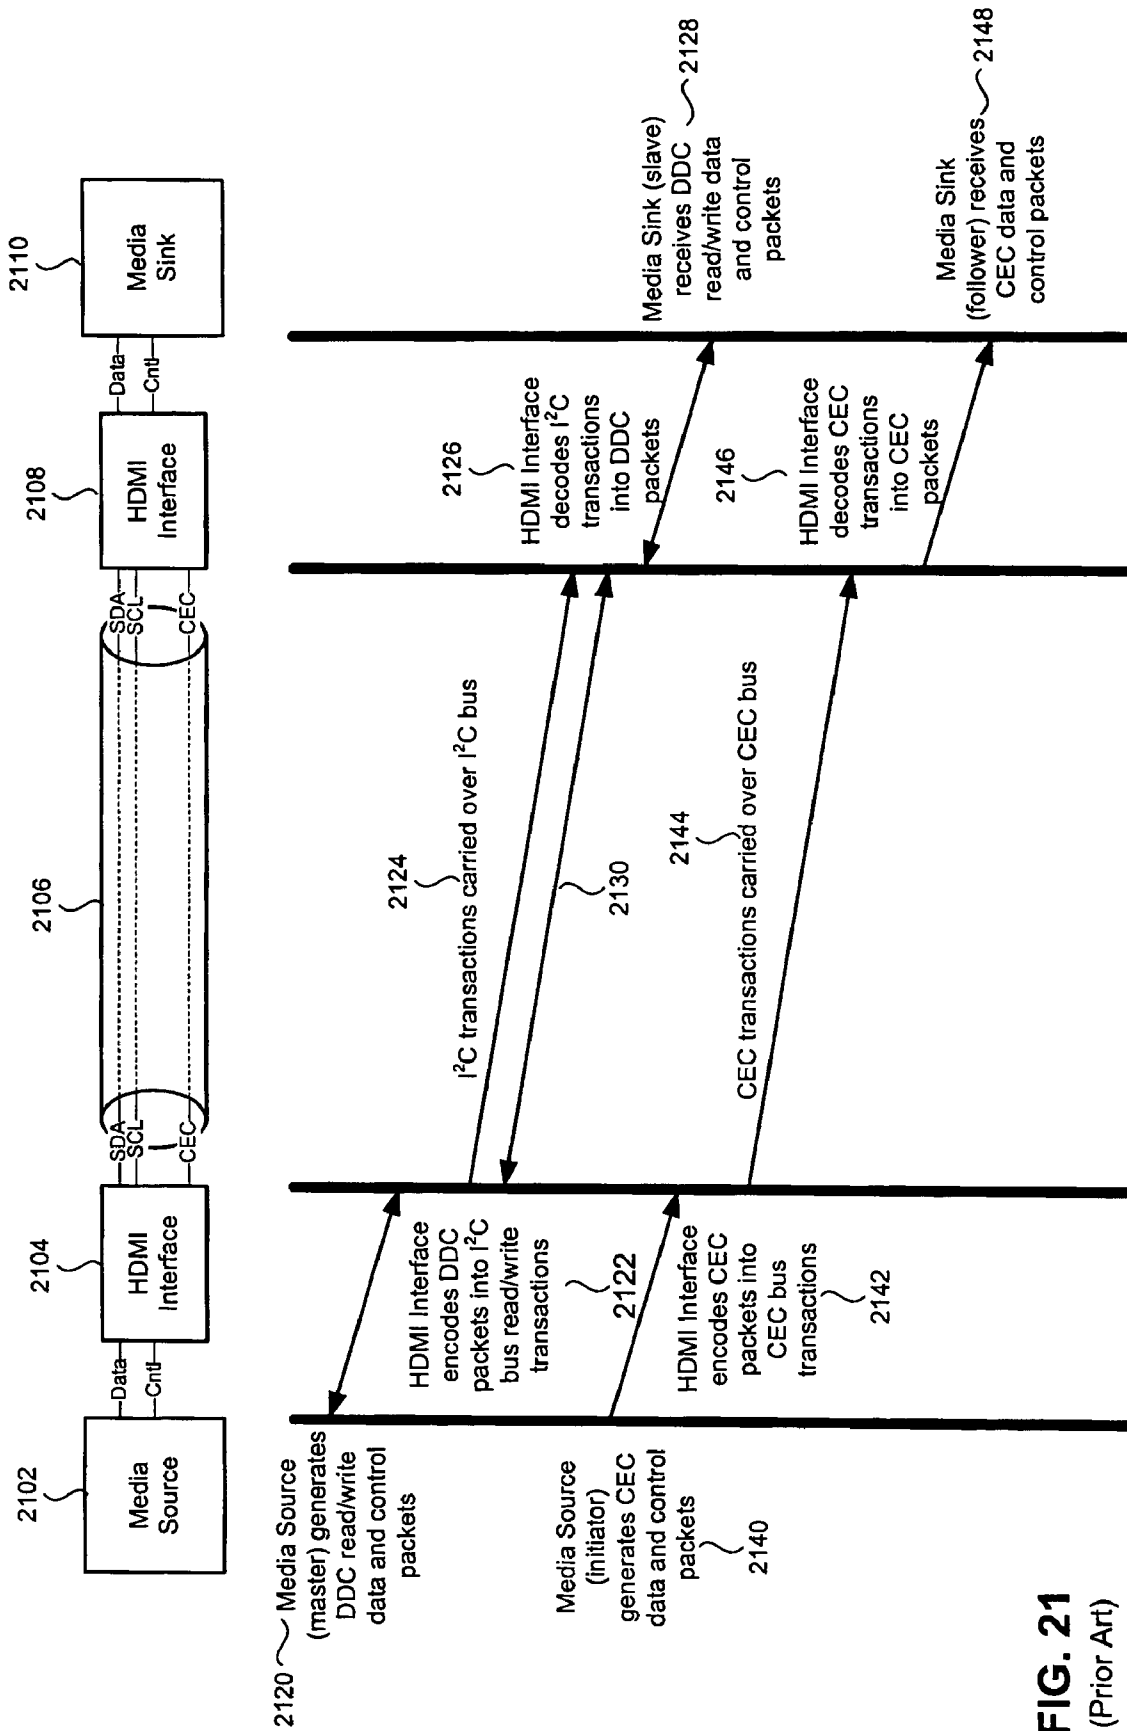 2102
Media
Source
Data
Cntl
2104
HDMI
Interface
SDA
SCL
CEC
2106
SDA
SCL
CEC
2108
HDMI
Interface
Data
Cntl
2110
Media
Sink
2120
Media Source
(master) generates
DDC read/write
data and control
packets
HDMI Interface
encodes DDC
packets into I²C
bus read/write
transactions
2122
2124
I²C transactions carried over I²C bus
2130
2126
HDMI Interface
decodes I²C
transactions
into DDC
packets
Media Sink (slave)
receives DDC
read/write data
and control
packets
2128
Media Source
(initiator)
generates CEC
data and control
packets
2140
HDMI Interface
encodes CEC
packets into
CEC bus
transactions
2142
2144
CEC transactions carried over CEC bus
2146
HDMI Interface
decodes CEC
transactions
into CEC
packets
Media Sink
(follower) receives
CEC data and
control packets
2148
FIG. 21
(Prior Art)